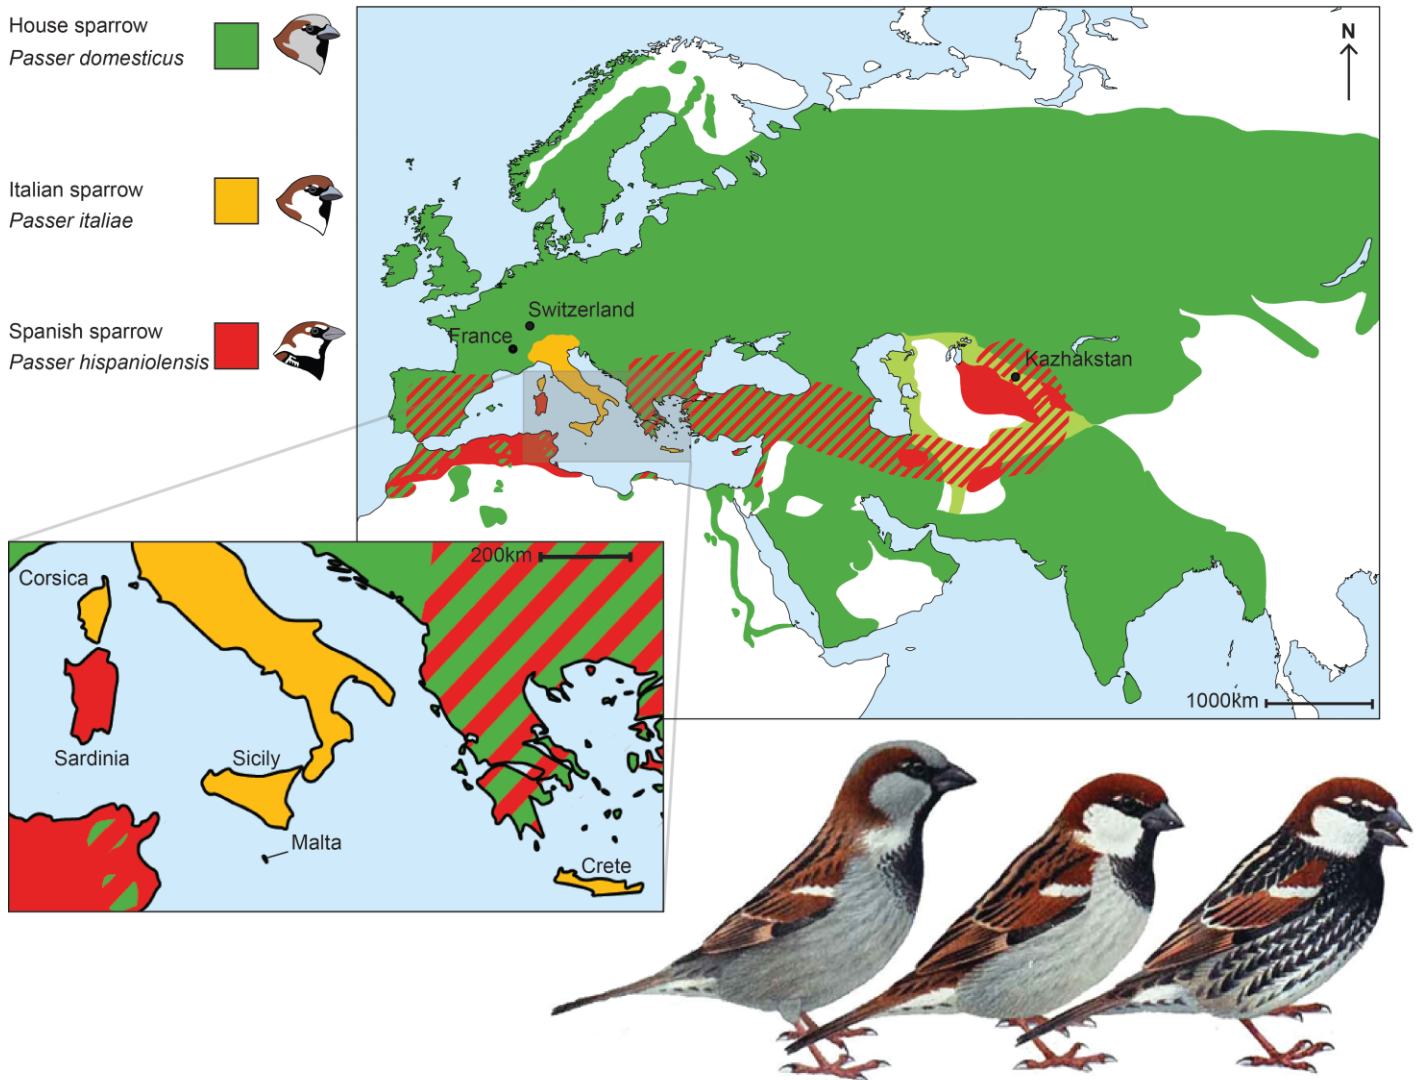 House sparrow
Passer domesticus
Italian sparrow
Passer italiae
Spanish sparrow
Passer hispaniolensis
N
Switzerland
France
Kazhakstan
1000km
200km
Corsica
Sardinia
Sicily
Malta
Crete